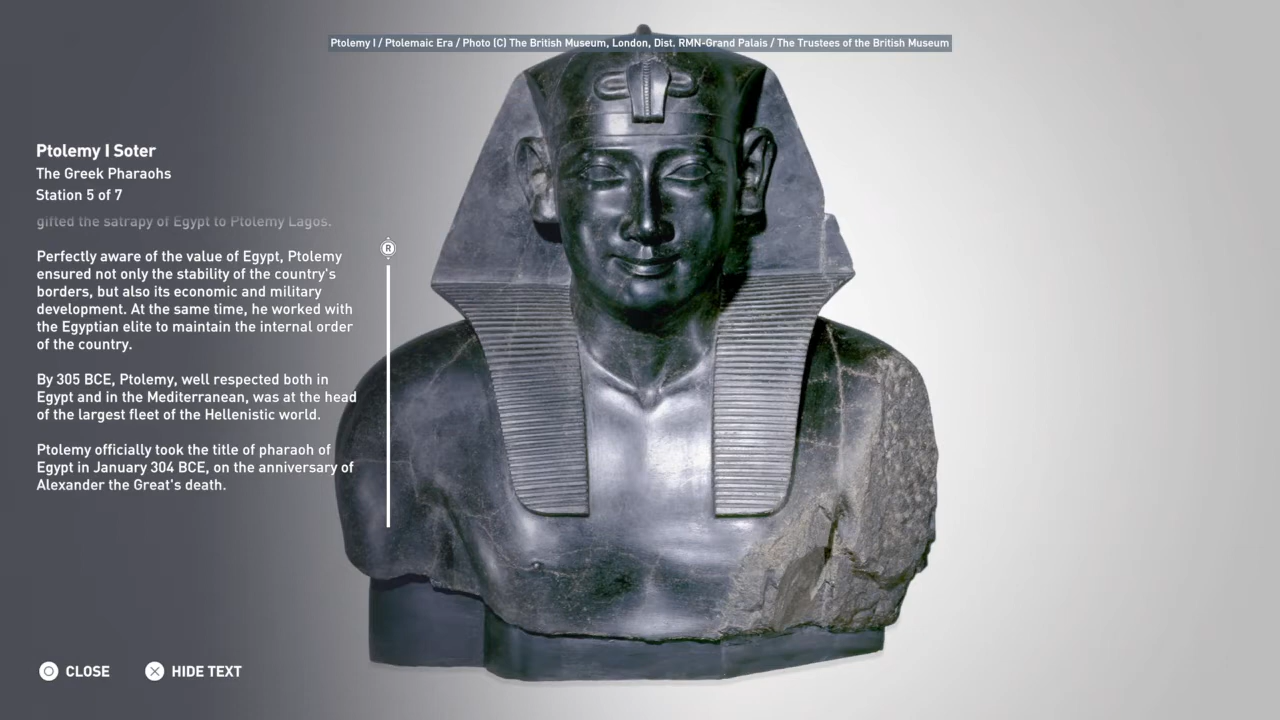 Ptolemy I / Ptolemaic Era / Photo (C) The British Museum, London, Dist. RMN-Grand Palais / The Trustees of the British Museum
Ptolemy I Soter
The Greek Pharaohs
Station 5 of 7
gifted the satrapy of Egypt to Ptolemy Lagos.
Perfectly aware of the value of Egypt, Ptolemy
ensured not only the stability of the country's
borders, but also its economic and military
development. At the same time, he worked with
the Egyptian elite to maintain the internal order
of the country.
By 305 BCE, Ptolemy, well respected both in
Egypt and in the Mediterranean, was at the head
of the largest fleet of the Hellenistic world.
Ptolemy officially took the title of pharaoh of
Egypt in January 304 BCE, on the anniversary of
Alexander the Great's death.
R
CLOSE
HIDE TEXT